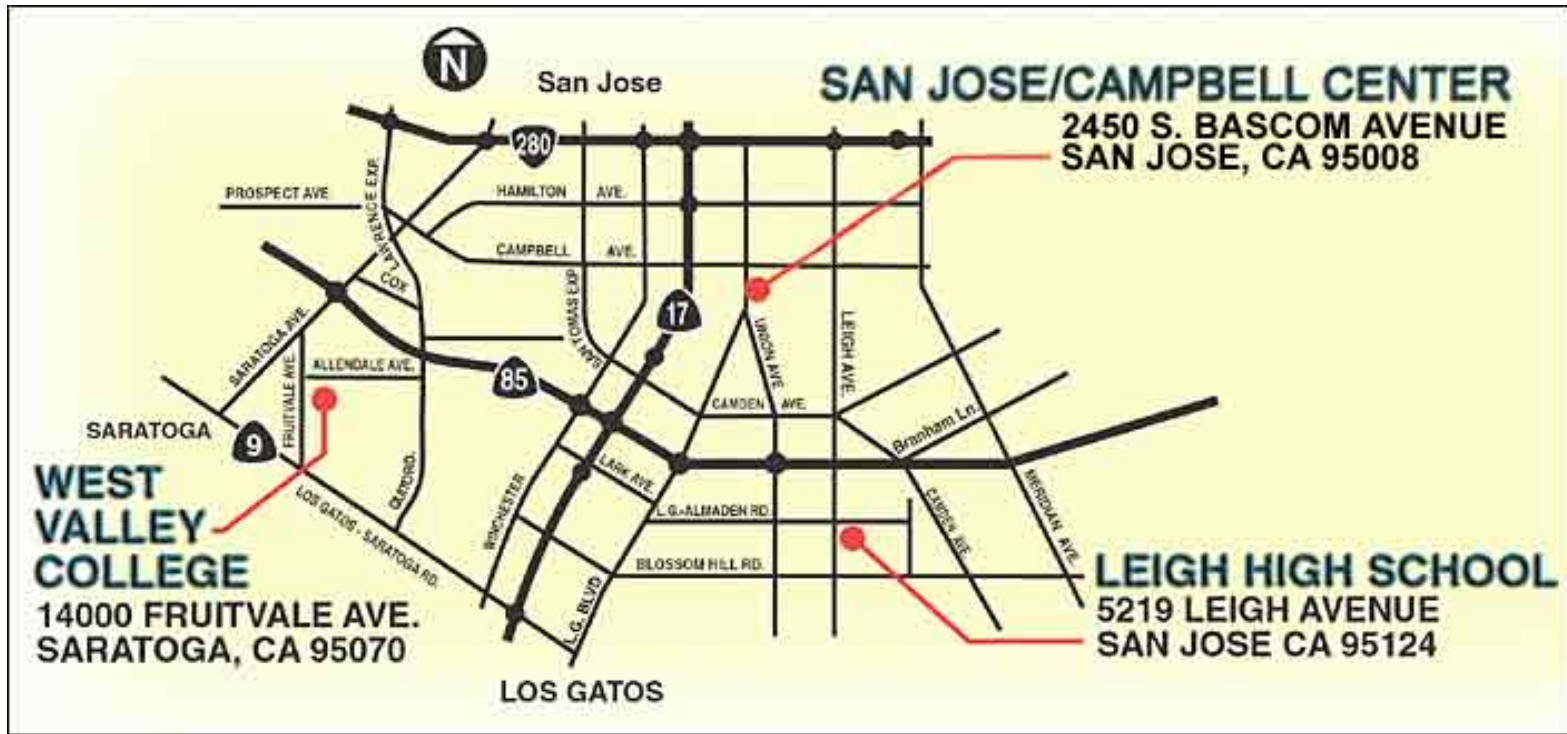 N
San Jose
SAN JOSE/CAMPBELL CENTER
2450 S. BASCOM AVENUE
SAN JOSE, CA 95008
280
PROSPECT AVE.
LAWRENCE EXP.
HAMILTON AVE.
CAMPBELL AVE.
COX
SAN TOMAS EXP
17
SARATOGA AVE.
FRUITVALE AVE.
ALLENDALE AVE.
85
UNION AVE
LEIGH AVE.
CAMDEN AVE.
Branham Ln.
SARATOGA
9
WEST
VALLEY
COLLEGE
14000 FRUITVALE AVE.
SARATOGA, CA 95070
LOS GATOS - SARATOGA RD.
QUITO RD.
WINCHESTER
LARK AVE.
L.G.-ALMADEN RD.
BLOSSOM HILL RD.
L.G. BLVD
CAMDEN AVE.
MERIDIAN AVE.
LEIGH HIGH SCHOOL
5219 LEIGH AVENUE
SAN JOSE CA 95124
LOS GATOS